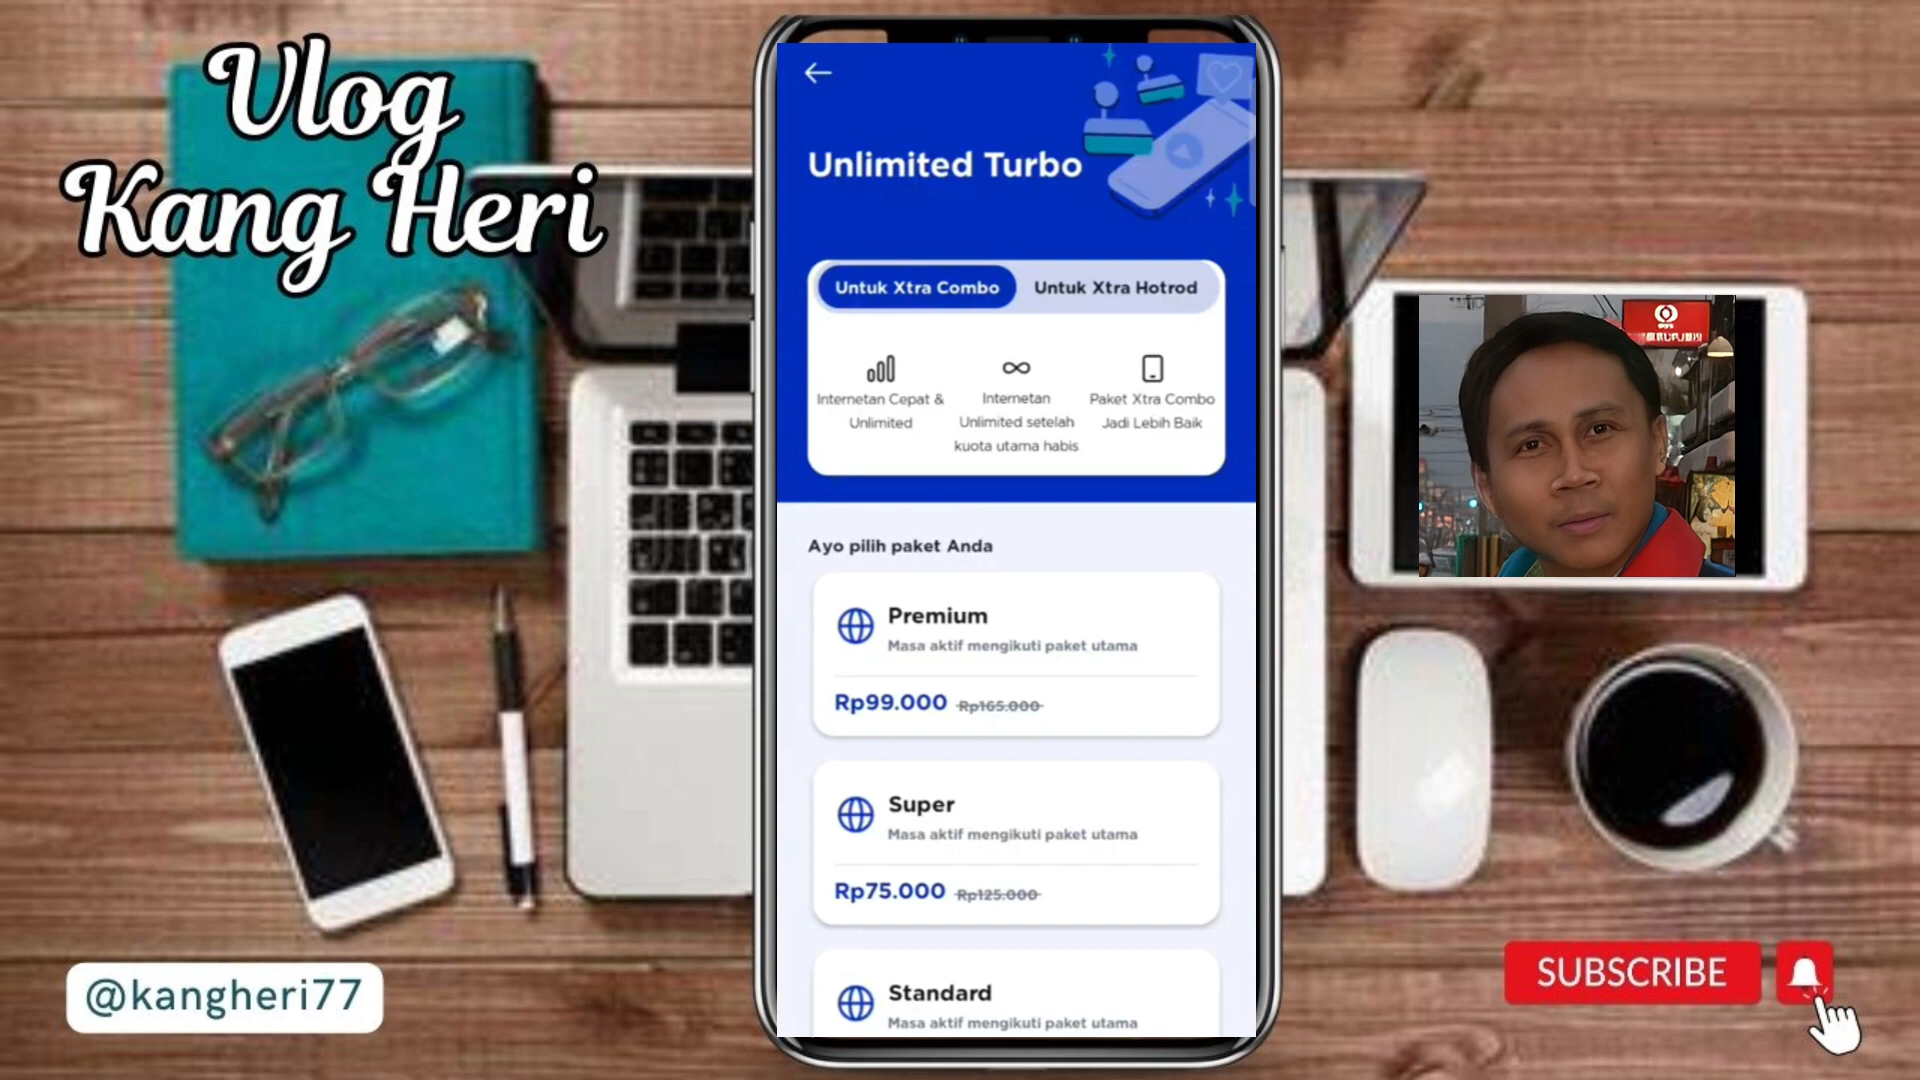 Vlog
Kang Heri
Unlimited Turbo
Untuk Xtra Combo
Untuk Xtra Hotrod
Internetan Cepat &
Unlimited
Internetan
Unlimited setelah
kuota utama habis
Paket Xtra Combo
Jadi Lebih Baik
Ayo pilih paket Anda
Premium
Masa aktif mengikuti paket utama
Rp99.000 Rp165.000
Super
Masa aktif mengikuti paket utama
Rp75.000 Rp125.000
Standard
Masa aktif mengikuti paket utama
@kangheri77
SUBSCRIBE